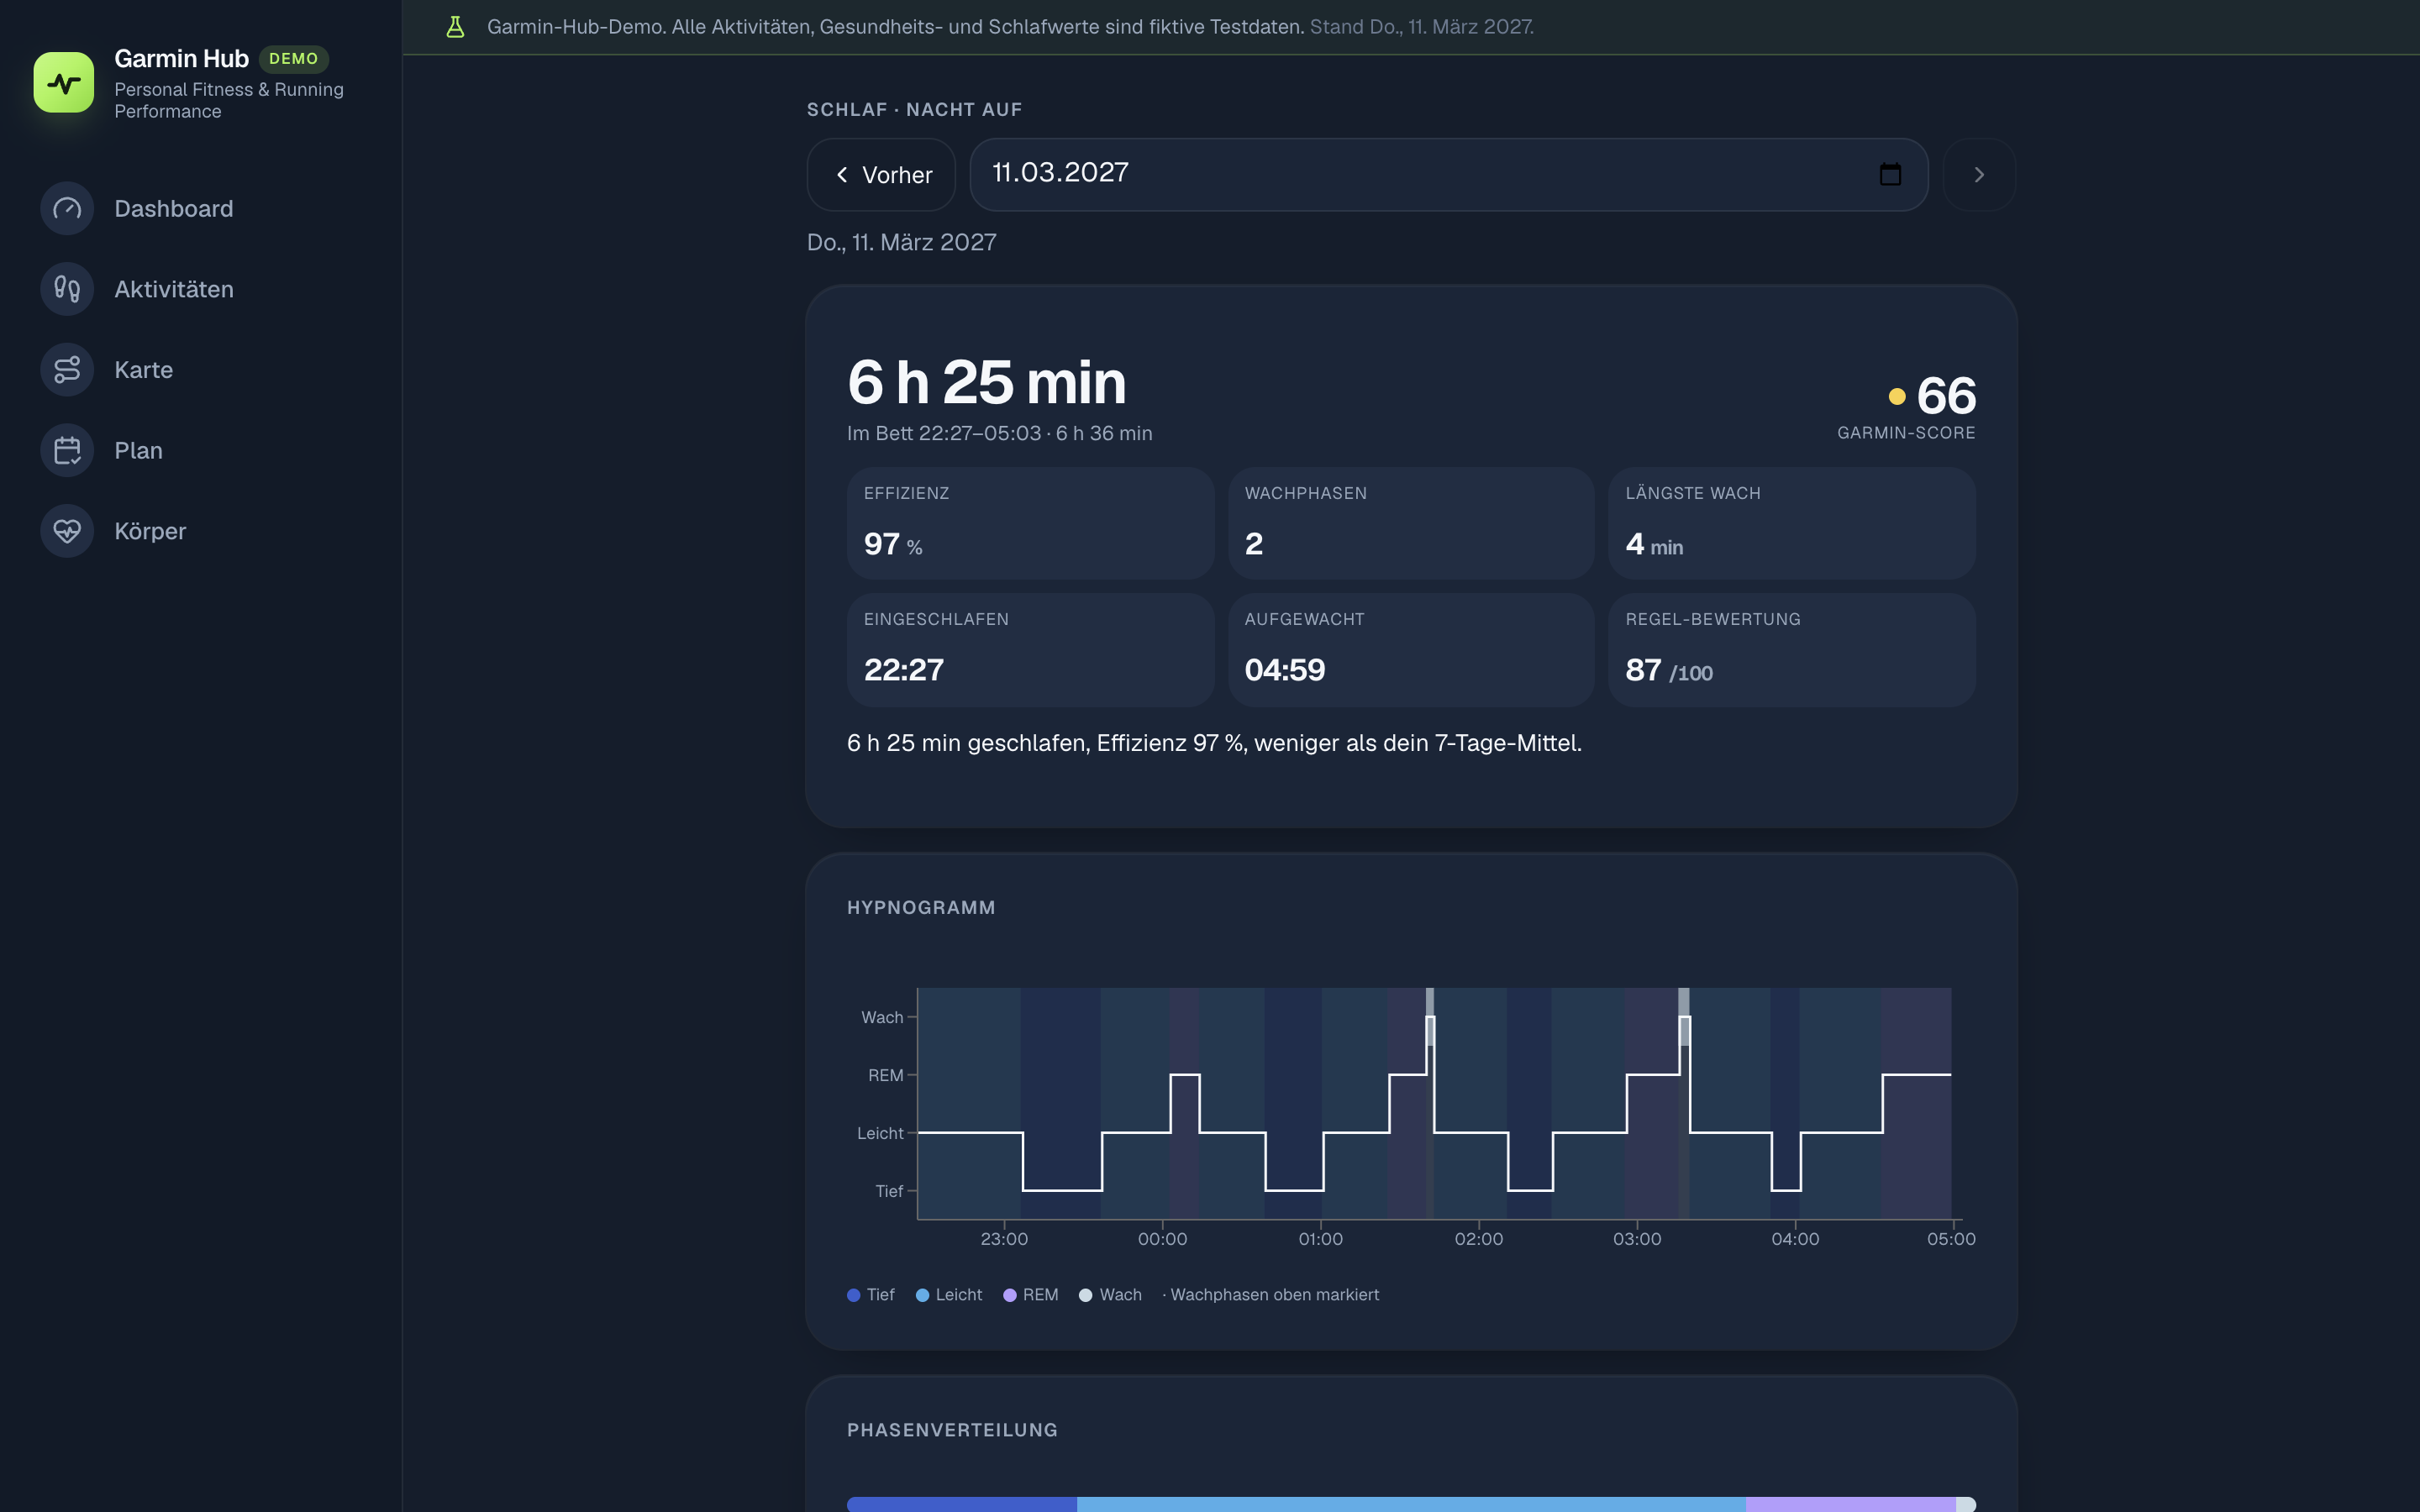 Garmin Hub DEMO
Personal Fitness & Running
Performance
Dashboard
Aktivitäten
Karte
Plan
Körper
Garmin-Hub-Demo. Alle Aktivitäten, Gesundheits- und Schlafwerte sind fiktive Testdaten. Stand Do., 11. März 2027.
SCHLAF · NACHT AUF
Vorher
11.03.2027
Do., 11. März 2027
6 h 25 min
66
Im Bett 22:27–05:03 · 6 h 36 min
GARMIN-SCORE
EFFIZIENZ
97 %
WACHPHASEN
2
LÄNGSTE WACH
4 min
EINGESCHLAFEN
22:27
AUFGEWACHT
04:59
REGEL-BEWERTUNG
87 /100
6 h 25 min geschlafen, Effizienz 97 %, weniger als dein 7-Tage-Mittel.
HYPNOGRAMM
Wach
REM
Leicht
Tief
23:00 00:00 01:00 02:00 03:00 04:00 05:00
Tief Leicht REM Wach · Wachphasen oben markiert
PHASENVERTEILUNG